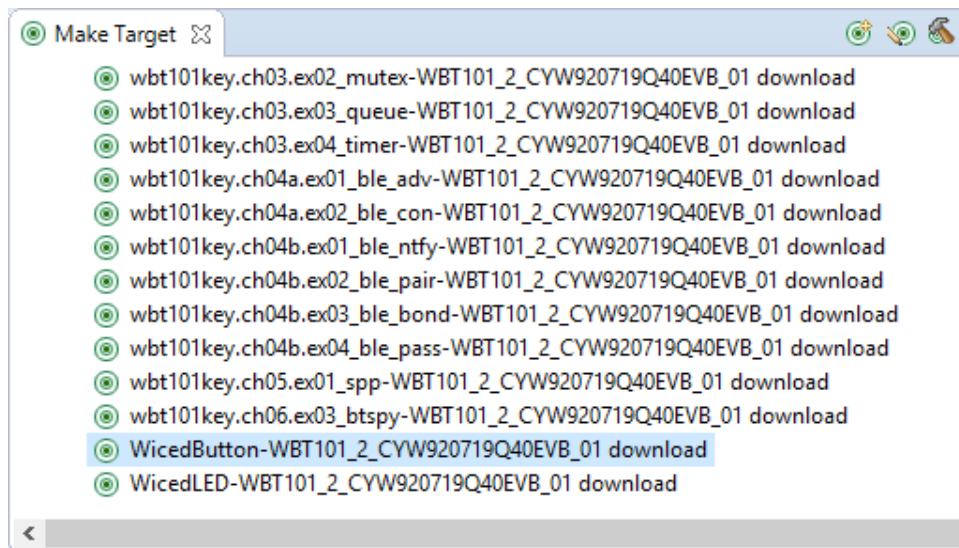 Make Target
wbt101key.ch03.ex02_mutex-WBT101_2_CYW920719Q40EVB_01 download
wbt101key.ch03.ex03_queue-WBT101_2_CYW920719Q40EVB_01 download
wbt101key.ch03.ex04_timer-WBT101_2_CYW920719Q40EVB_01 download
wbt101key.ch04a.ex01_ble_adv-WBT101_2_CYW920719Q40EVB_01 download
wbt101key.ch04a.ex02_ble_con-WBT101_2_CYW920719Q40EVB_01 download
wbt101key.ch04b.ex01_ble_ntfy-WBT101_2_CYW920719Q40EVB_01 download
wbt101key.ch04b.ex02_ble_pair-WBT101_2_CYW920719Q40EVB_01 download
wbt101key.ch04b.ex03_ble_bond-WBT101_2_CYW920719Q40EVB_01 download
wbt101key.ch04b.ex04_ble_pass-WBT101_2_CYW920719Q40EVB_01 download
wbt101key.ch05.ex01_spp-WBT101_2_CYW920719Q40EVB_01 download
wbt101key.ch06.ex03_btspy-WBT101_2_CYW920719Q40EVB_01 download
WicedButton-WBT101_2_CYW920719Q40EVB_01 download
WicedLED-WBT101_2_CYW920719Q40EVB_01 download